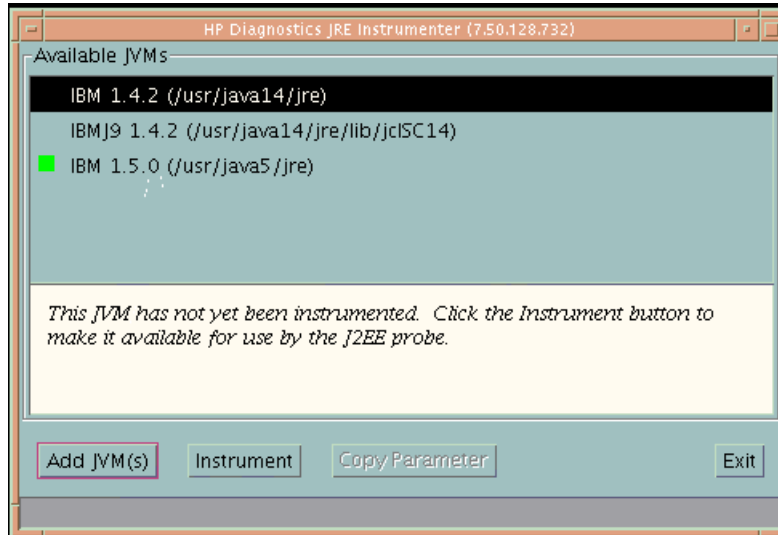 HP Diagnostics JRE Instrumenter (7.50.128.732)
Available JVMs
IBM 1.4.2 (/usr/java14/jre)
IBMJ9 1.4.2 (/usr/java14/jre/lib/jclSC14)
IBM 1.5.0 (/usr/java5/jre)
This JVM has not yet been instrumented. Click the Instrument button to
make it available for use by the J2EE probe.
Add JVM(s) Instrument Copy Parameter Exit